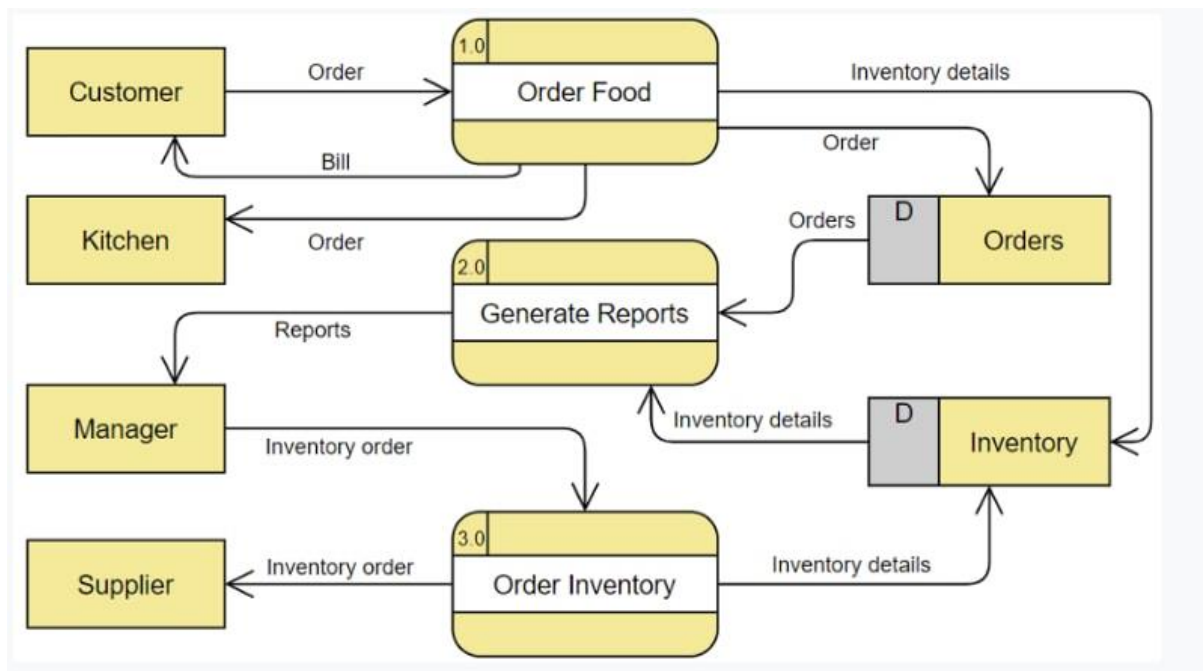 1.0
Customer
Order
Order Food
Inventory details
Order
Bill
Kitchen
Order
Orders
D
Orders
2.0
Generate Reports
Reports
Manager
Inventory order
Inventory details
D
Inventory
3.0
Supplier
Inventory order
Order Inventory
Inventory details